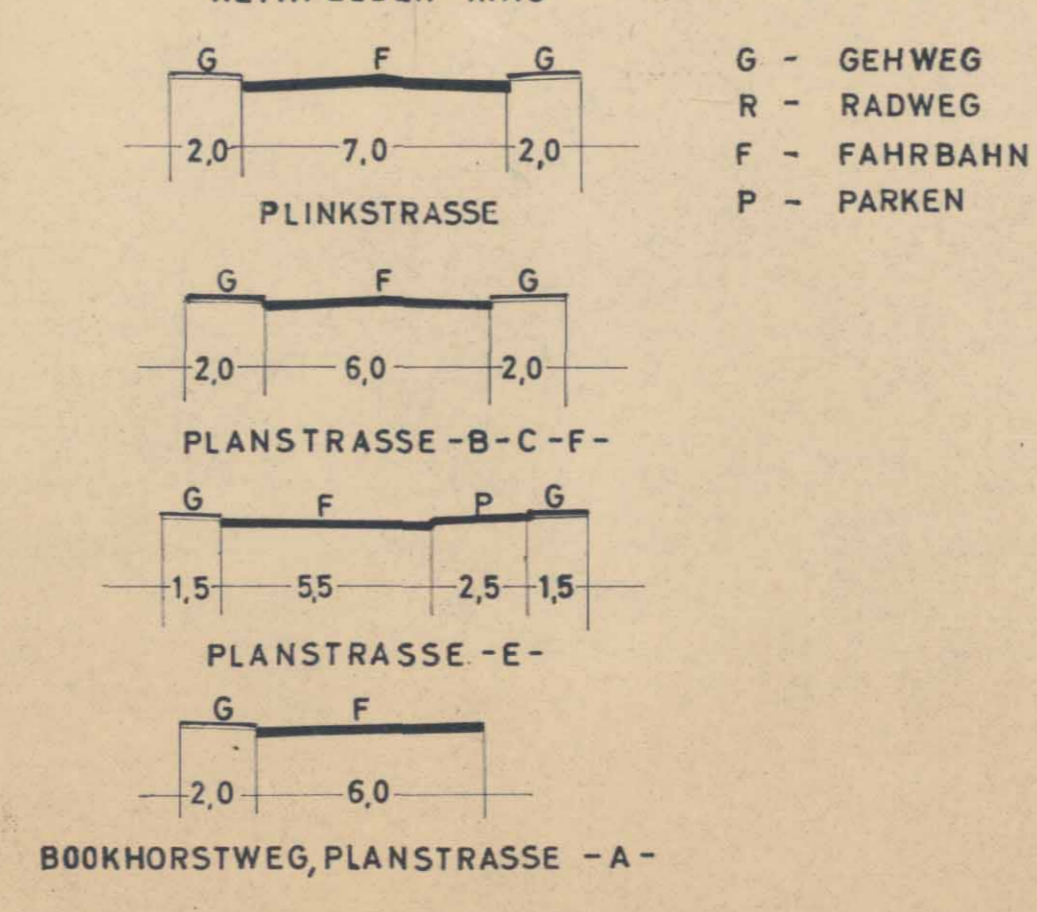 G F G
2,0 7,0 2,0
PLINKSTRASSE
G - GEHWEG
R - RADWEG
F - FAHRBAHN
P - PARKEN
G F G
2,0 6,0 2,0
PLANSTRASSE -B-C-F-
G F P G
1,5 5,5 2,5 1,5
PLANSTRASSE -E-
G F
2,0 6,0
BOOKHORSTWEG, PLANSTRASSE -A-